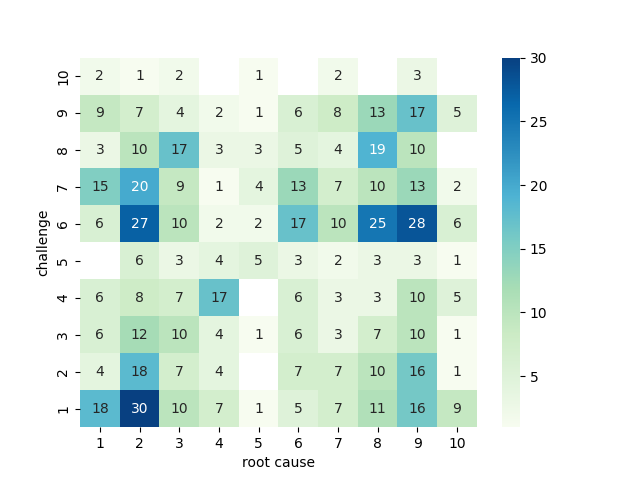 10 2 1 2 1 2 3
9 9 7 4 2 1 6 8 13 17 5
8 3 10 17 3 3 5 4 19 10
7 15 20 9 1 4 13 7 10 13 2
6 6 27 10 2 2 17 10 25 28 6
5 6 3 4 5 3 2 3 3 1
4 6 8 7 17 6 3 3 10 5
3 6 12 10 4 1 6 3 7 10 1
2 4 18 7 4 7 7 10 16 1
1 18 30 10 7 1 5 7 11 16 9
1 2 3 4 5 6 7 8 9 10
root cause
challenge
30
25
20
15
10
5